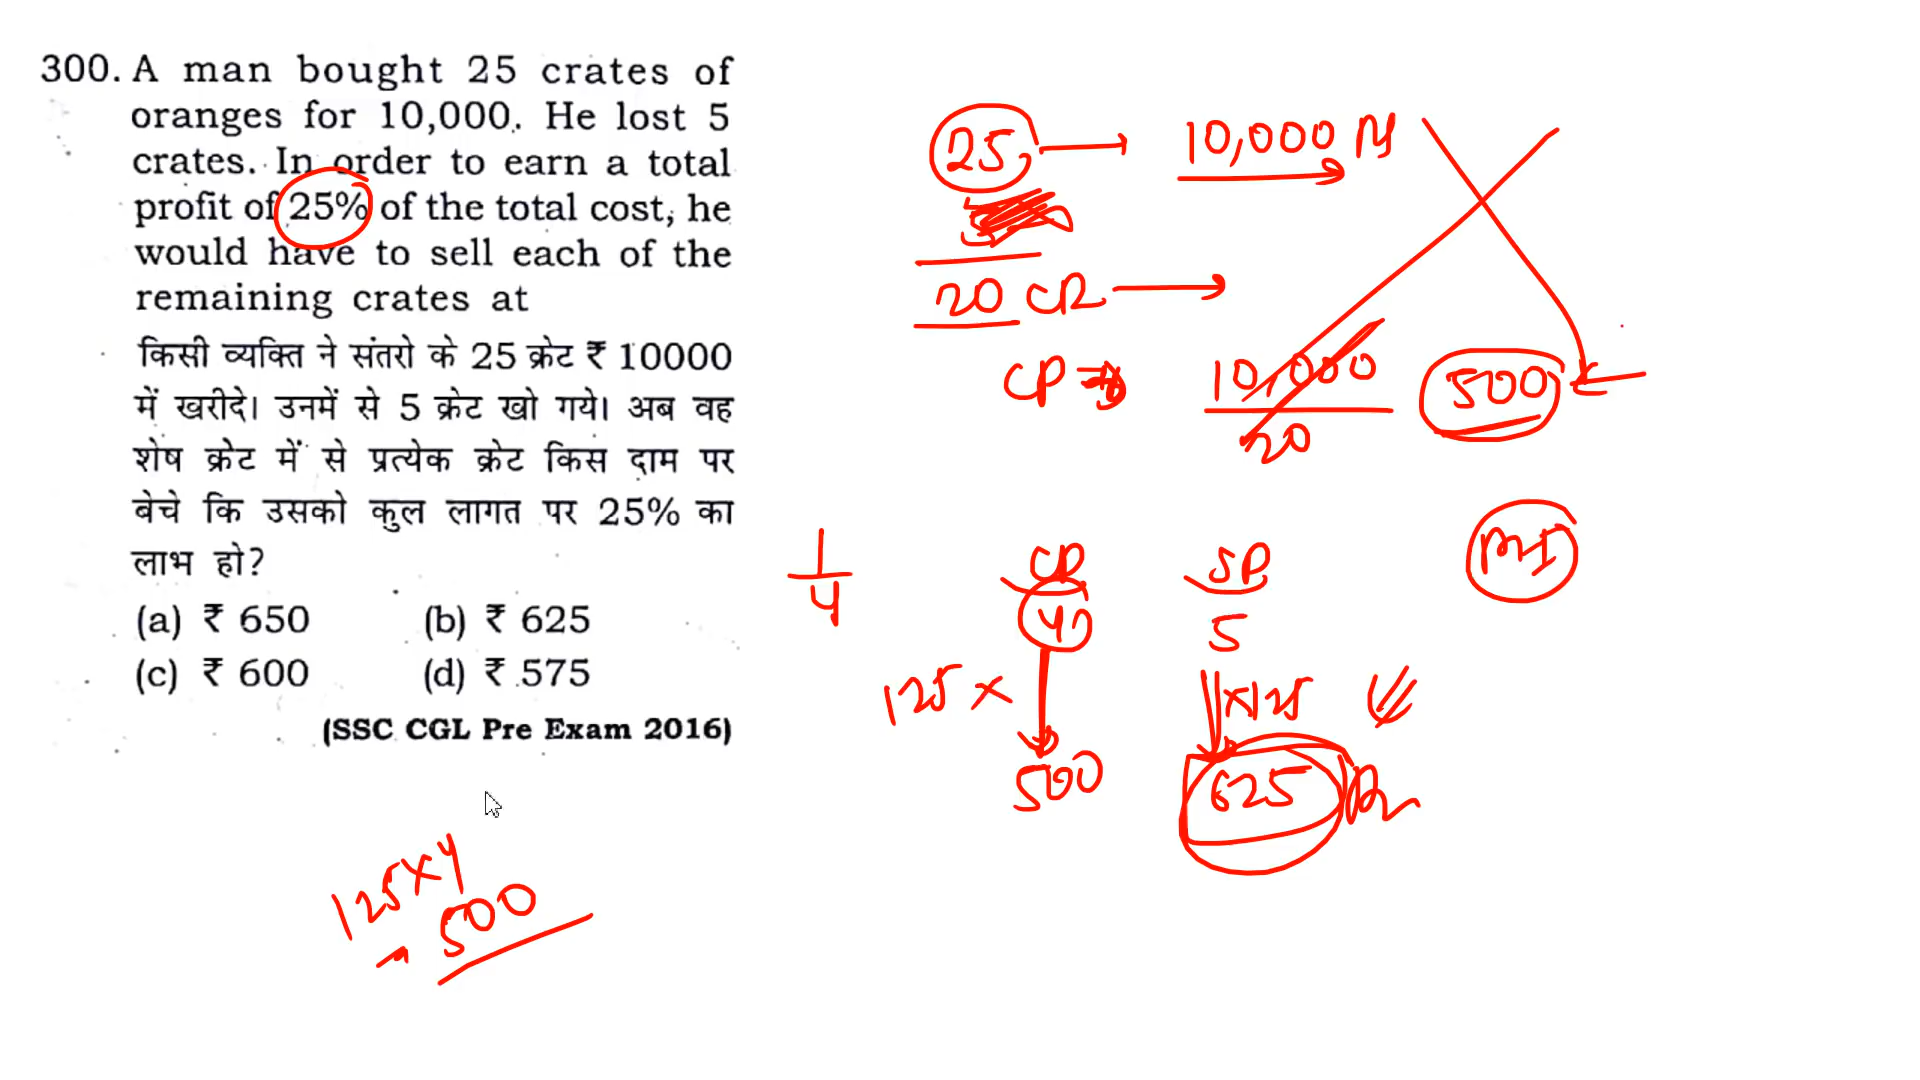 300. A man bought 25 crates of
oranges for 10,000. He lost 5
crates. In order to earn a total
profit of 25% of the total cost, he
would have to sell each of the
remaining crates at
किसी व्यक्ति ने संतरो के 25 क्रेट ₹ 10000
में खरीदे। उनमें से 5 क्रेट खो गये। अब वह
शेष क्रेट में से प्रत्येक क्रेट किस दाम पर
बेचे कि उसको कुल लागत पर 25% का
लाभ हो?
(a) ₹ 650 (b) ₹ 625
(c) ₹ 600 (d) ₹ 575
(SSC CGL Pre Exam 2016)
125×4
500
25 → 10,000
20 CR →
CP → 10,000 500
20
1
4
CP SP
4 5
125 × ×125
500 625